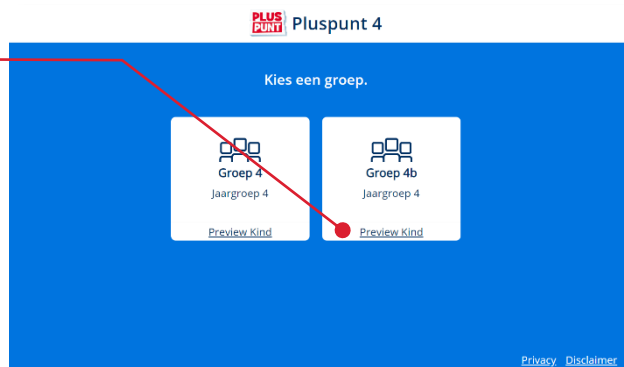 PLUS
PUNT
Pluspunt 4
Kies een groep.
Groep 4
Jaargroep 4
Preview Kind
Groep 4b
Jaargroep 4
Preview Kind
Privacy Disclaimer